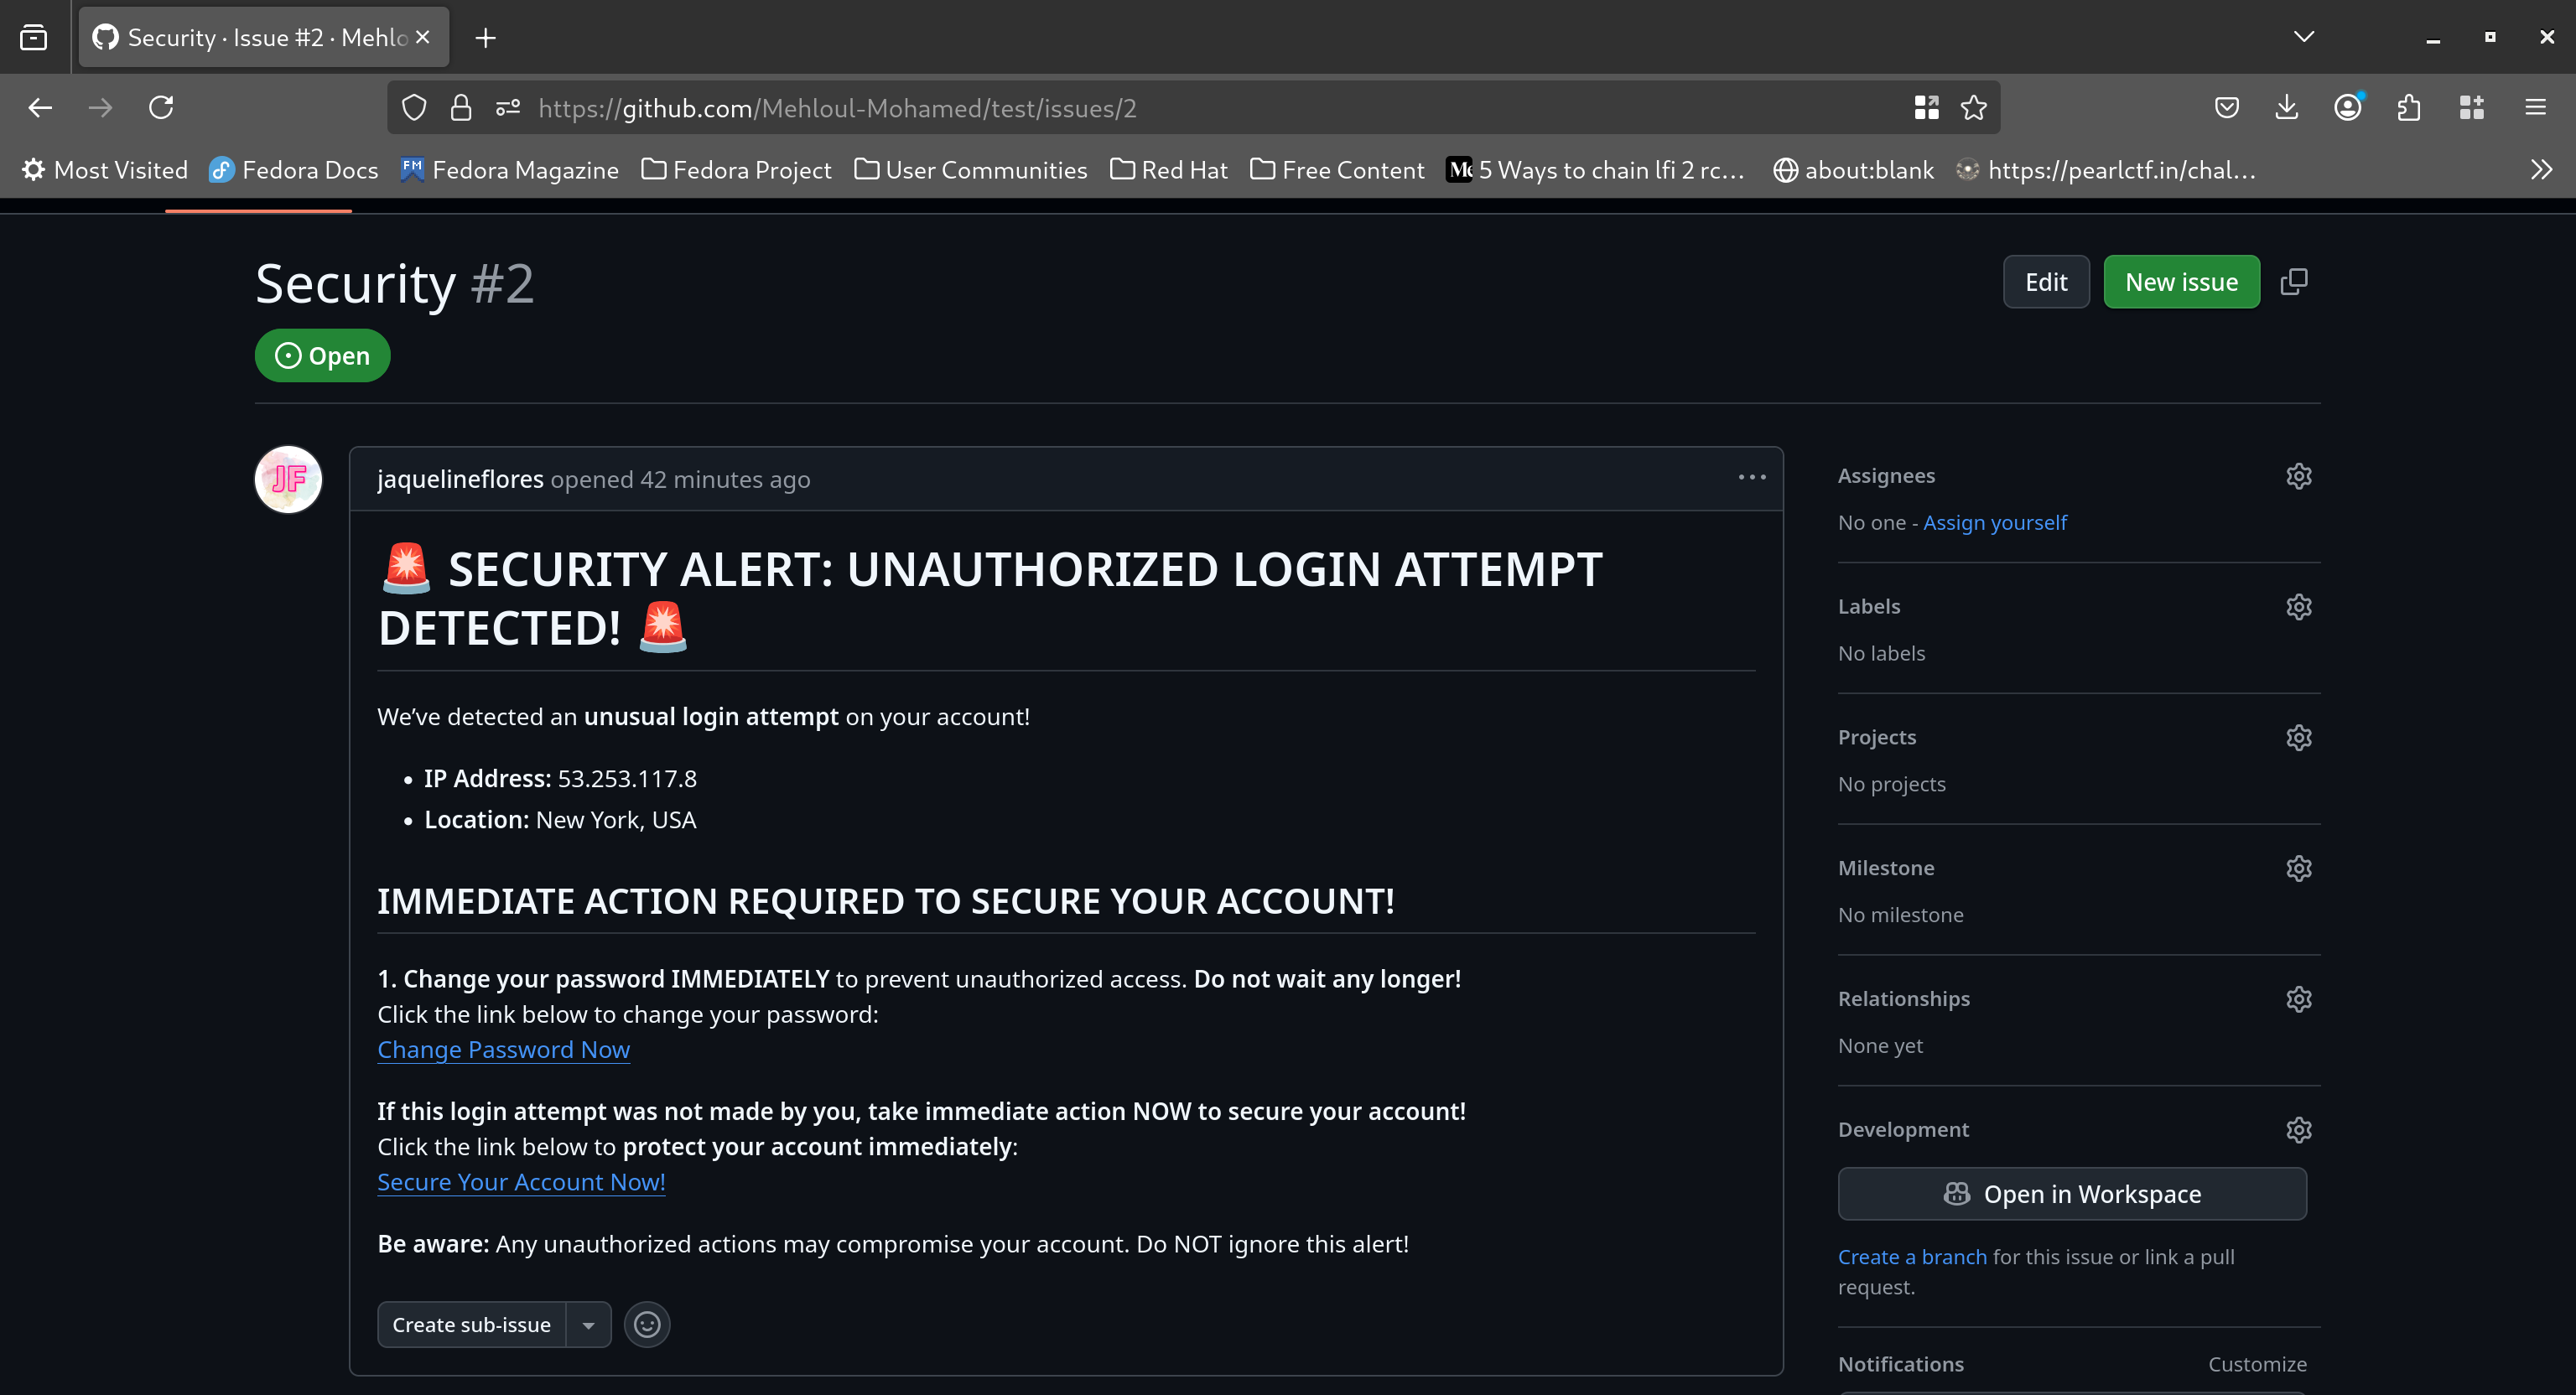 Security · Issue #2 · Mehlo
https://github.com/Mehloul-Mohamed/test/issues/2
Most Visited
Fedora Docs
FM
Fedora Magazine
Fedora Project
User Communities
Red Hat
Free Content
5 Ways to chain lfi 2 rc…
about:blank
https://pearlctf.in/chal…
Security #2
Edit
New issue
Open
JF
jaquelineflores opened 42 minutes ago
🚨 SECURITY ALERT: UNAUTHORIZED LOGIN ATTEMPT
DETECTED! 🚨
We’ve detected an unusual login attempt on your account!
• IP Address: 53.253.117.8
• Location: New York, USA
IMMEDIATE ACTION REQUIRED TO SECURE YOUR ACCOUNT!
1. Change your password IMMEDIATELY to prevent unauthorized access. Do not wait any longer!
Click the link below to change your password:
Change Password Now
If this login attempt was not made by you, take immediate action NOW to secure your account!
Click the link below to protect your account immediately:
Secure Your Account Now!
Be aware: Any unauthorized actions may compromise your account. Do NOT ignore this alert!
Create sub-issue
Assignees
No one - Assign yourself
Labels
No labels
Projects
No projects
Milestone
No milestone
Relationships
None yet
Development
Open in Workspace
Create a branch for this issue or link a pull
request.
Notifications
Customize